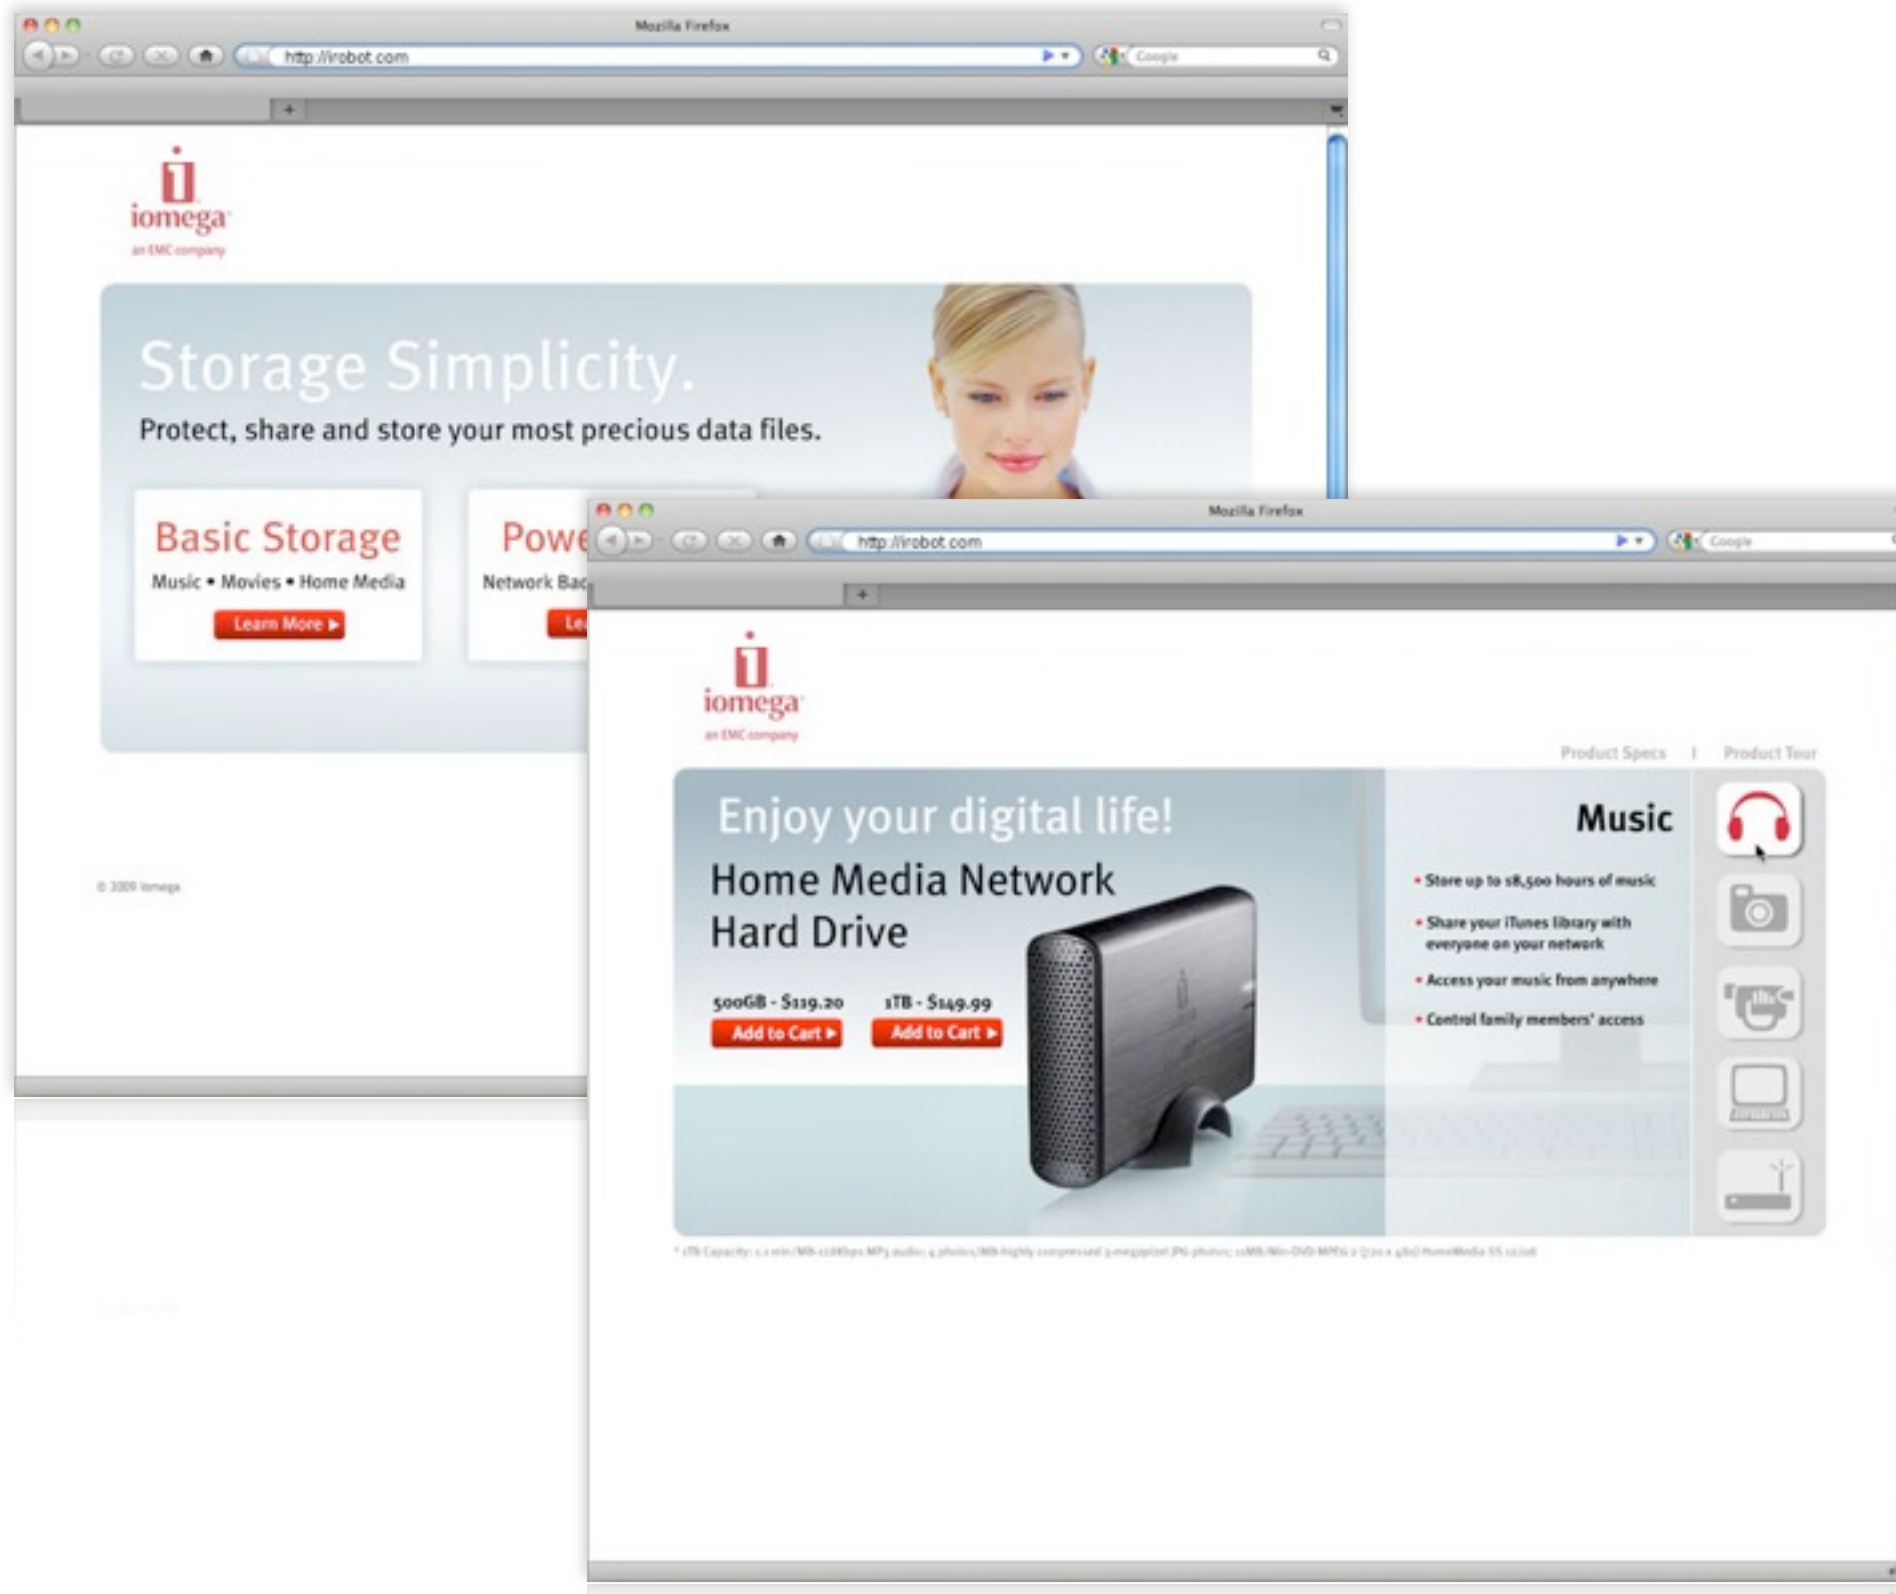 Mozilla Firefox
http://irobot.com
Google
iomega
an EMC company
Storage Simplicity.
Protect, share and store your most precious data files.
Basic Storage
Music • Movies • Home Media
Learn More
Powe
Network Bac
Le
© 2009 iomega
Mozilla Firefox
http://irobot.com
Google
iomega
an EMC company
Product Specs | Product Tour
Enjoy your digital life!
Home Media Network
Hard Drive
500GB - $119.20
Add to Cart
1TB - $149.99
Add to Cart
Music
• Store up to 18,500 hours of music
• Share your iTunes library with
everyone on your network
• Access your music from anywhere
• Control family members' access